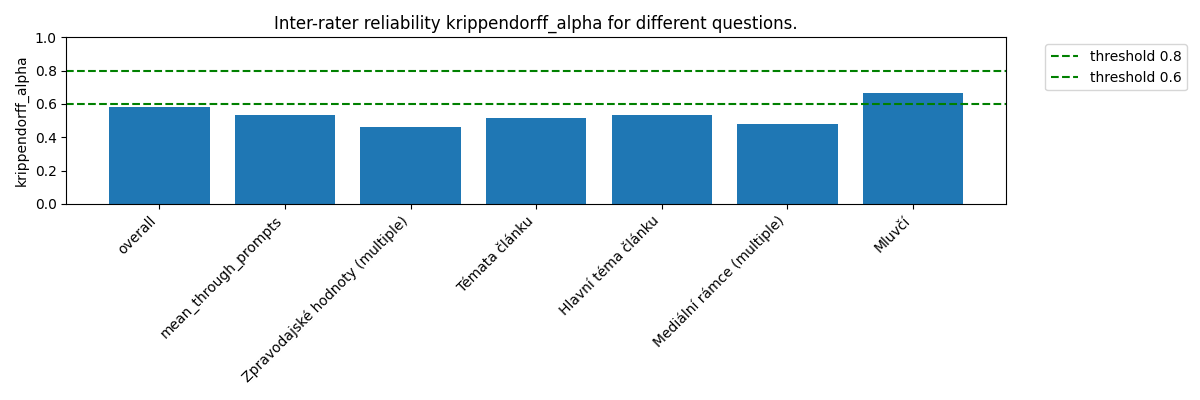 Inter-rater reliability krippendorff_alpha for different questions.
krippendorff_alpha
1.0
0.8
0.6
0.4
0.2
0.0
overall
mean_through_prompts
Zpravodajské hodnoty (multiple)
Témata článku
Hlavní téma článku
Mediální rámce (multiple)
Mluvčí
threshold 0.8
threshold 0.6